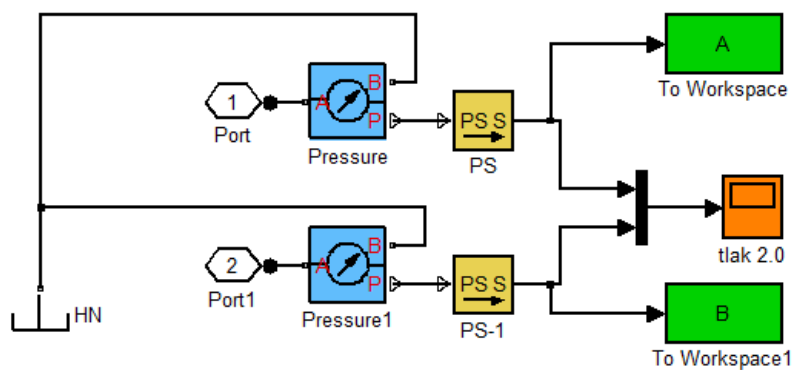 A
To Workspace
B
1
A
P
PS S
Port
Pressure
PS
tlak 2.0
B
2
A
P
PS S
Port1
Pressure1
PS-1
HN
B
To Workspace1